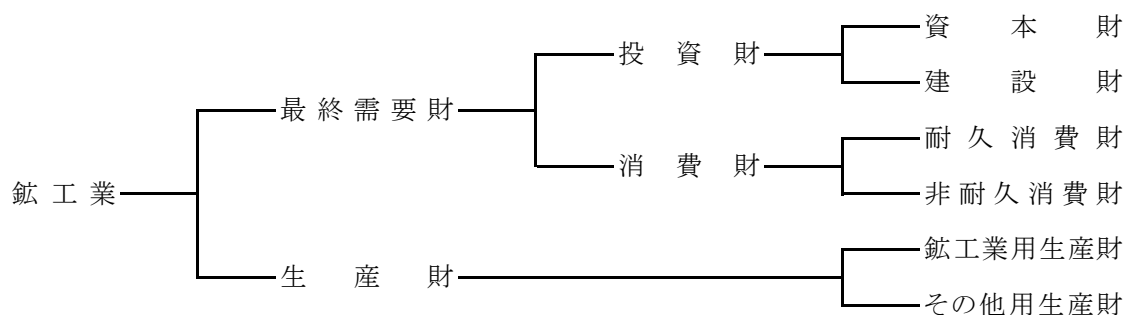 鉱工業
最終需要財
投資財
資本財
建設財
消費財
耐久消費財
非耐久消費財
生産財
鉱工業用生産財
その他用生産財